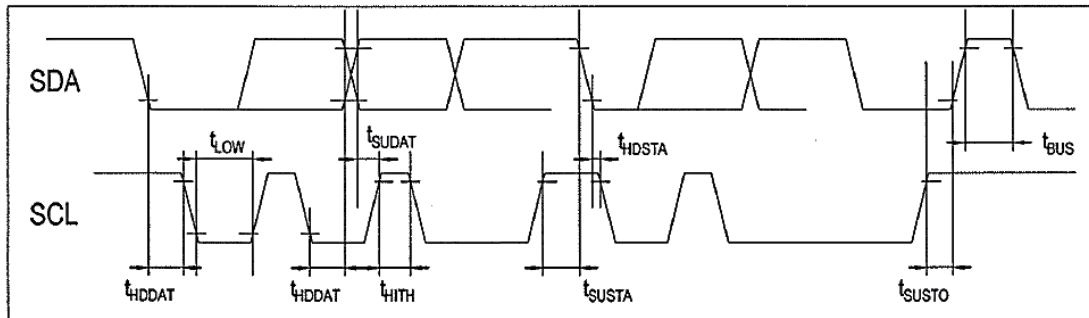 SDA
tLOW
tSUDAT
tHDSTA
tBUS
SCL
tHDDAT
tHDDAT
tHITH
tSUSTA
tSUSTO